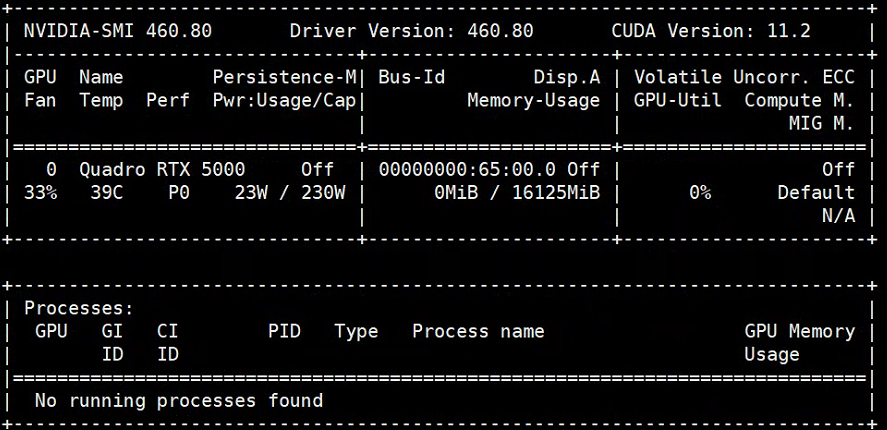 NVIDIA-SMI 460.80 Driver Version: 460.80 CUDA Version: 11.2
GPU Name Persistence-M| Bus-Id Disp.A | Volatile Uncorr. ECC
Fan Temp Perf Pwr:Usage/Cap| Memory-Usage | GPU-Util Compute M.
MIG M.
0 Quadro RTX 5000 Off | 00000000:65:00.0 Off | Off
33% 39C P0 23W / 230W | 0MiB / 16125MiB | 0% Default
N/A
Processes:
GPU GI CI PID Type Process name GPU Memory
ID ID Usage
No running processes found